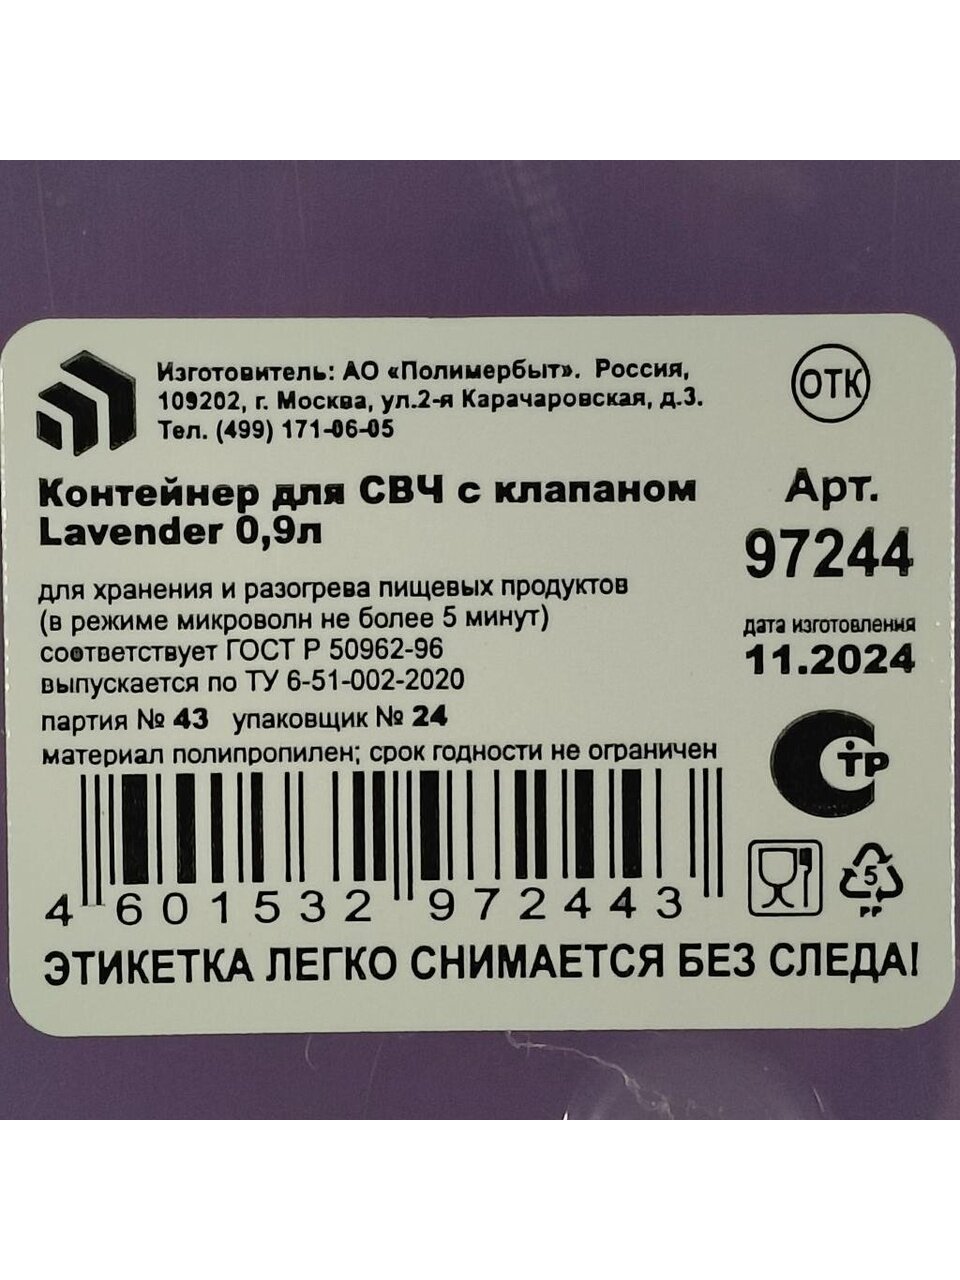 Изготовитель: АО «Полимербыт». Россия,
109202, г. Москва, ул.2-я Карачаровская, д.3.
Тел. (499) 171-06-05
ОТК
Контейнер для СВЧ с клапаном
Lavender 0,9л
Арт.
97244
для хранения и разогрева пищевых продуктов
(в режиме микроволн не более 5 минут)
соответствует ГОСТ Р 50962-96
выпускается по ТУ 6-51-002-2020
дата изготовления
11.2024
партия № 43 упаковщик № 24
материал полипропилен; срок годности не ограничен
тр
4 601532 972443
5
PP
ЭТИКЕТКА ЛЕГКО СНИМАЕТСЯ БЕЗ СЛЕДА!